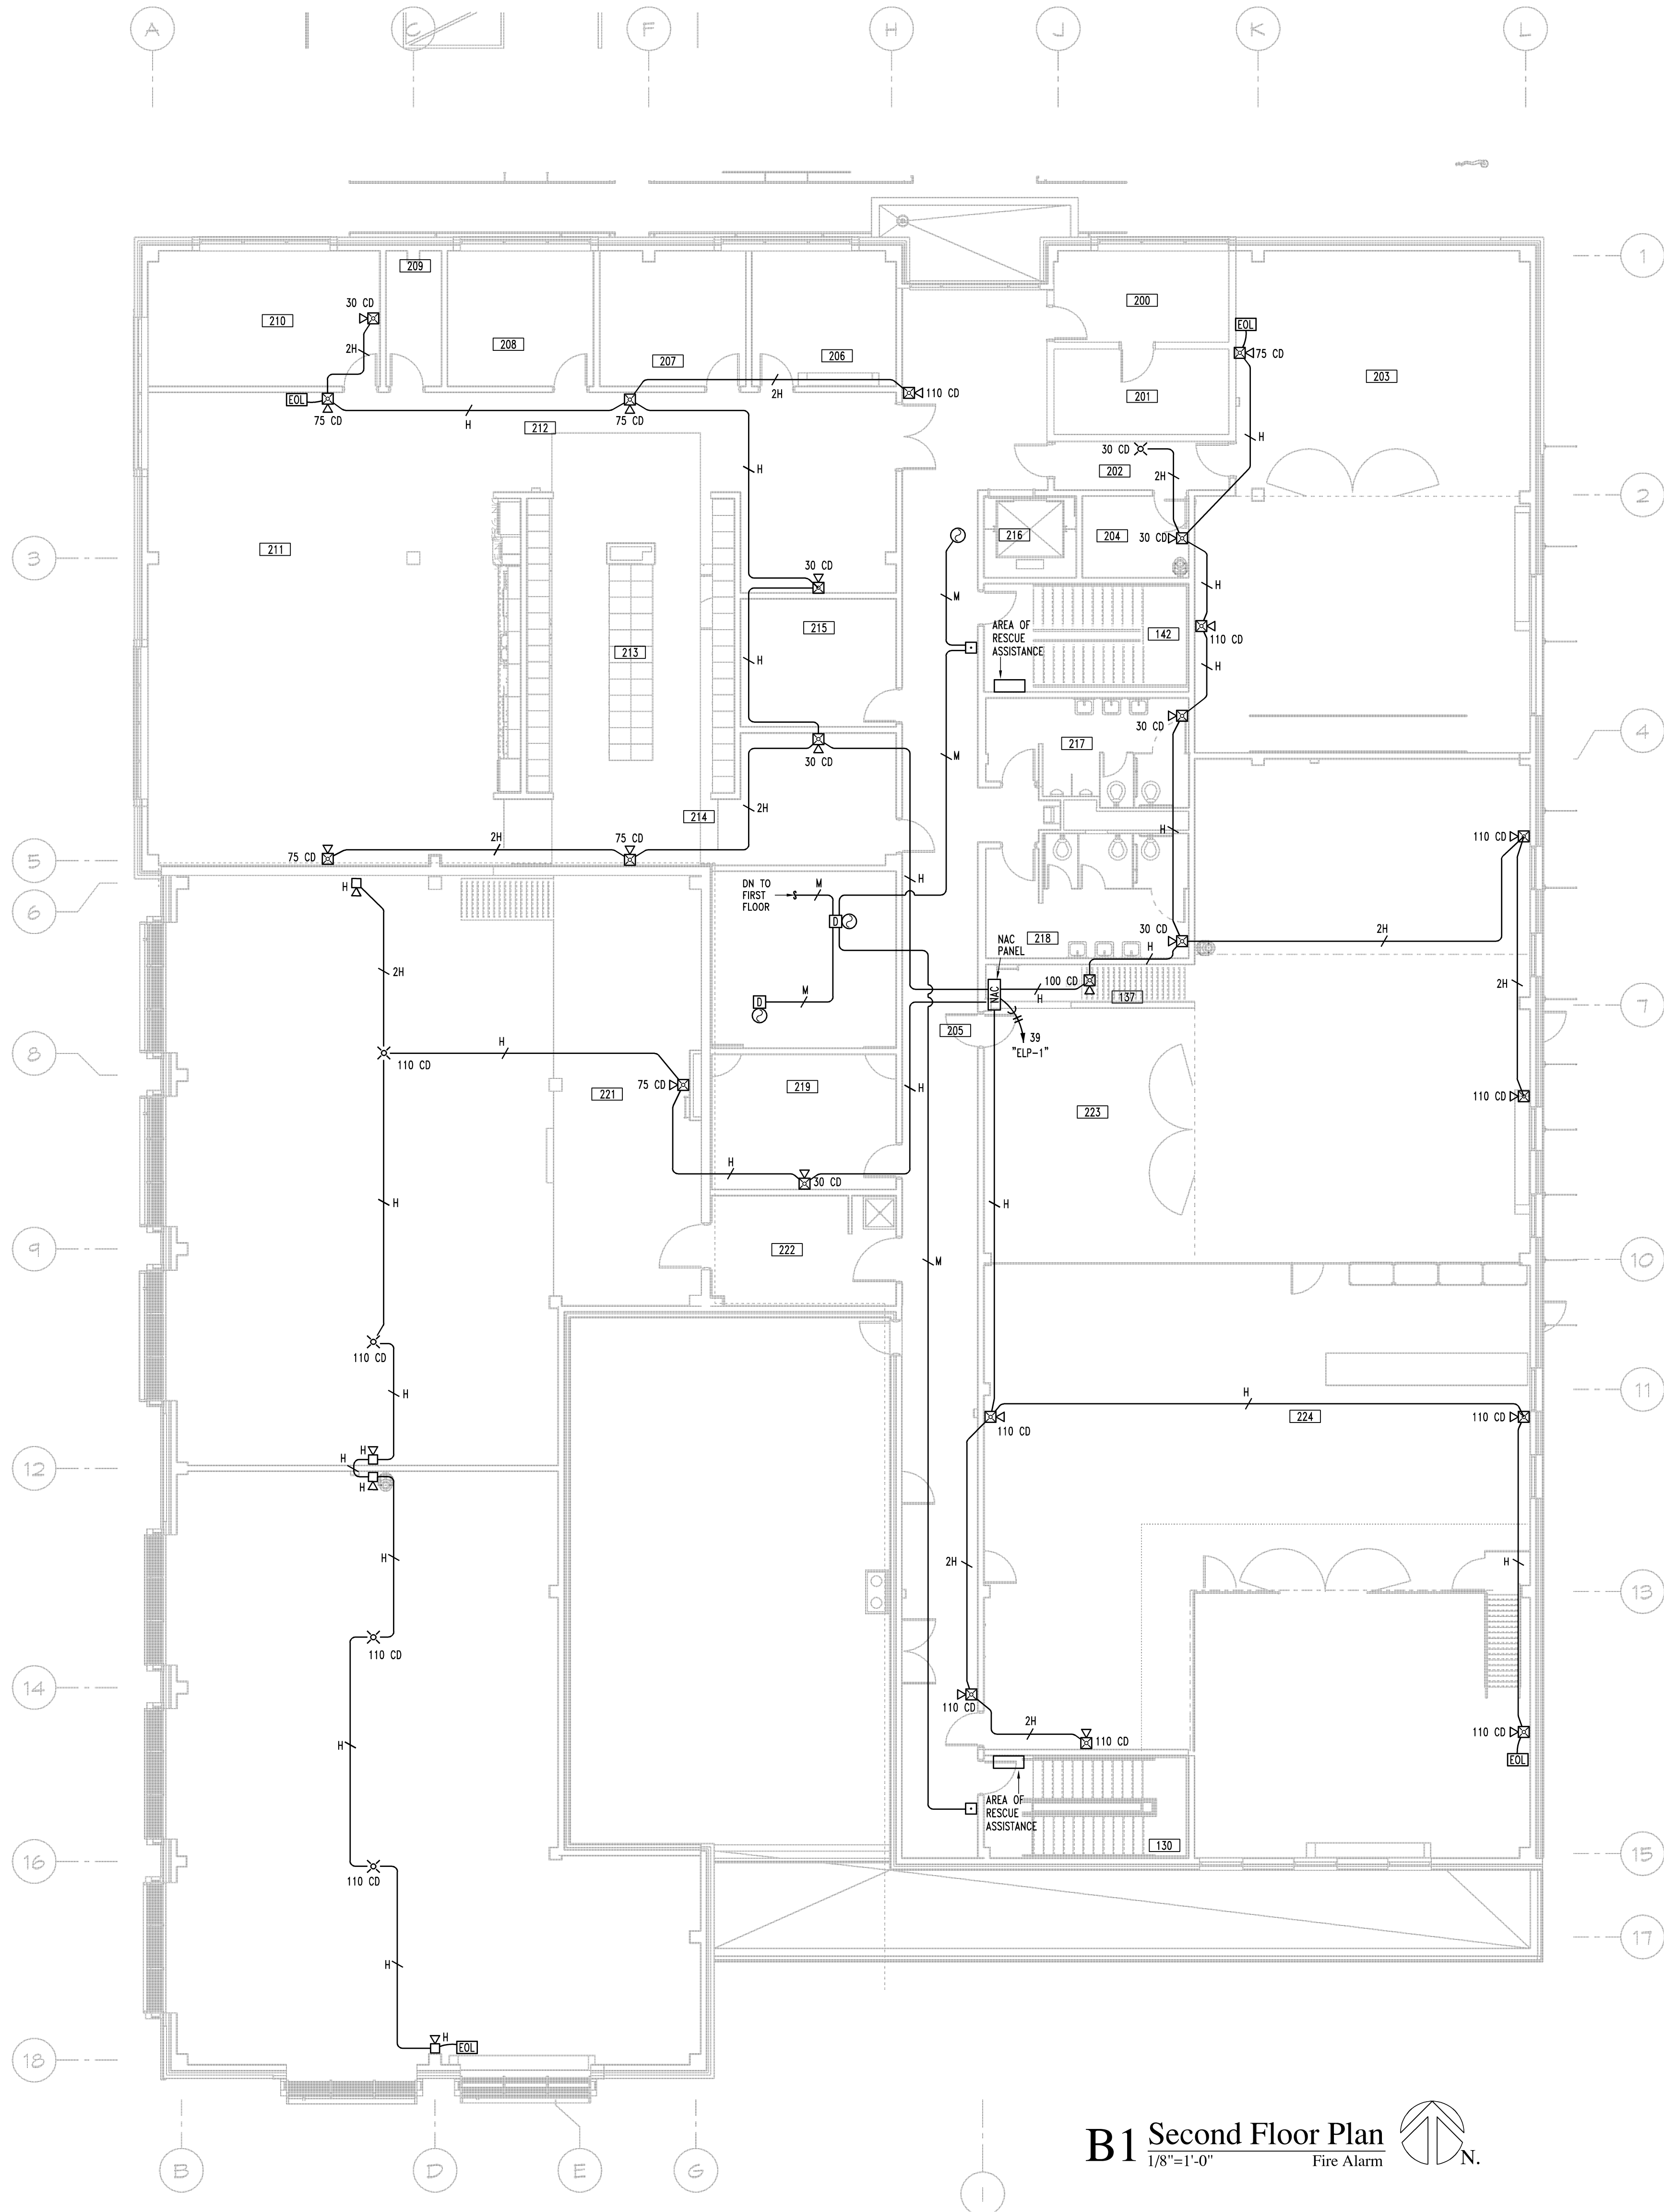 A C F H J K L
1
209
200
30 CD
210
EOL
208
206
2H
207
75 CD
203
201
2H
110 CD
EOL
75 CD
H
75 CD
212
H
30 CD
H
202
2H
2
216
204
30 CD
211
3
30 CD
H
M
AREA OF
RESCUE
ASSISTANCE
215
142
110 CD
213
H
H
30 CD
4
217
M
30 CD
2H
214
H
2H
75 CD
110 CD
75 CD
5
H
DN TO
FIRST
FLOOR
S
M
H
6
D
30 CD
2H
218
NAC
PANEL
H
2H
100 CD
2H
M
NAC
H
137
D
7
205
39
"ELP-1"
H
8
110 CD
75 CD
219
H
221
110 CD
223
H
30 CD
H
H
9
222
M
10
110 CD
H
H
11
224
110 CD
110 CD
H
12
H
H
H
2H
H
13
110 CD
14
110 CD
2H
110 CD
110 CD
H
EOL
AREA OF
RESCUE
ASSISTANCE
130
16
15
110 CD
17
H
H
EOL
18
B1 Second Floor Plan
1/8"=1'-0" Fire Alarm
N.
B D E G I